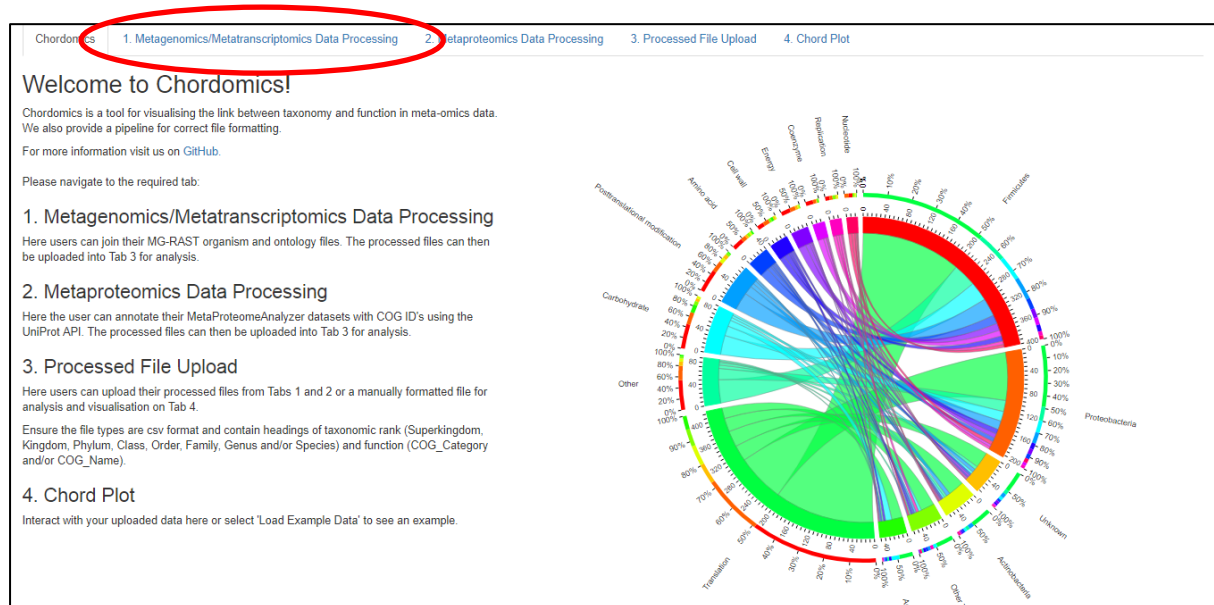 Chordomics 1. Metagenomics/Metatranscriptomics Data Processing 2. Metaproteomics Data Processing 3. Processed File Upload 4. Chord Plot
Welcome to Chordomics!
Chordomics is a tool for visualising the link between taxonomy and function in meta-omics data.
We also provide a pipeline for correct file formatting.
For more information visit us on GitHub.
Please navigate to the required tab:
1. Metagenomics/Metatranscriptomics Data Processing
Here users can join their MG-RAST organism and ontology files. The processed files can then
be uploaded into Tab 3 for analysis.
2. Metaproteomics Data Processing
Here the user can annotate their MetaProteomeAnalyzer datasets with COG ID's using the
UniProt API. The processed files can then be uploaded into Tab 3 for analysis.
3. Processed File Upload
Here users can upload their processed files from Tabs 1 and 2 or a manually formatted file for
analysis and visualisation on Tab 4.
Ensure the file types are csv format and contain headings of taxonomic rank (Superkingdom,
Kingdom, Phylum, Class, Order, Family, Genus and/or Species) and function (COG_Category
and/or COG_Name).
4. Chord Plot
Interact with your uploaded data here or select 'Load Example Data' to see an example.
Nucleotide
Replication
Coenzyme
Energy
Cell wall
Amino acid
Posttranslational modification
Carbohydrate
Other
Translation
Firmicutes
Proteobacteria
Unknown
Actinobacteria
Other